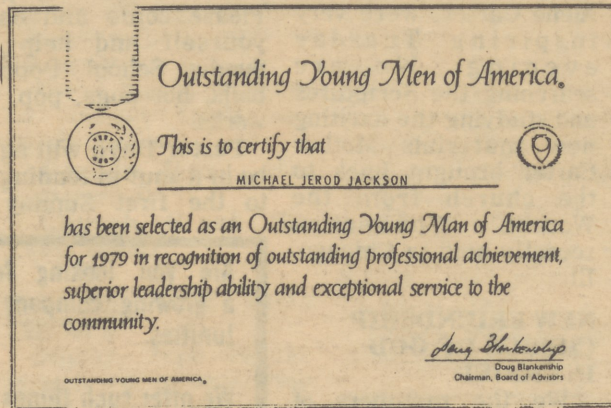 Outstanding Young Men of America®
This is to certify that
MICHAEL JEROD JACKSON
has been selected as an Outstanding Young Man of America
for 1979 in recognition of outstanding professional achievement,
superior leadership ability and exceptional service to the
community.
Doug Blankenship
Doug Blankenship
Chairman, Board of Advisors
OUTSTANDING YOUNG MEN OF AMERICA®